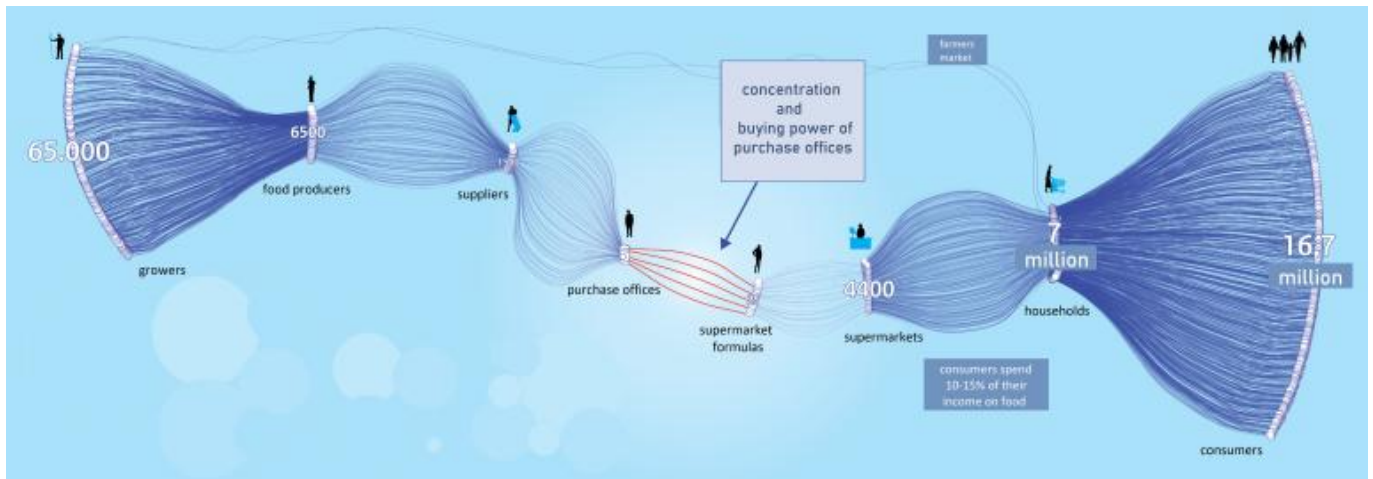 65.000
growers
6500
food producers
suppliers
purchase offices
concentration
and
buying power of
purchase offices
supermarket
formulas
4400
supermarkets
farmers
market
7
million
households
consumers spend
10-15% of their
income on food
16,7
million
consumers